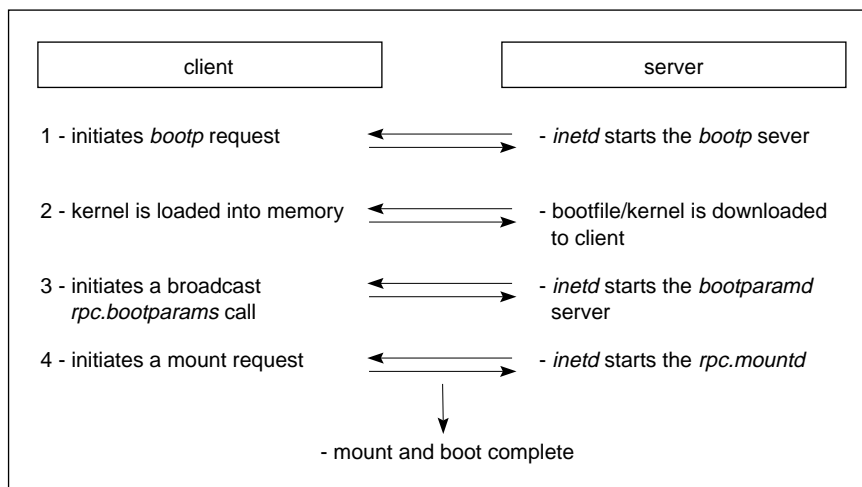 client
server
1 - initiates bootp request
- inetd starts the bootp sever
2 - kernel is loaded into memory
- bootfile/kernel is downloaded
to client
3 - initiates a broadcast
rpc.bootparams call
- inetd starts the bootparamd
server
4 - initiates a mount request
- inetd starts the rpc.mountd
- mount and boot complete